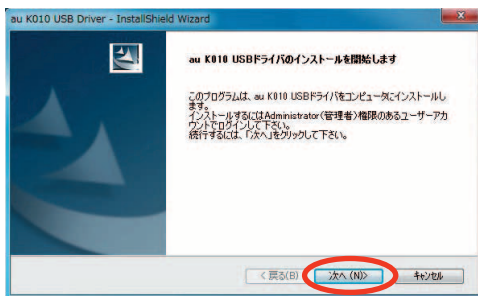 au K010 USB Driver - InstallShield Wizard
au K010 USBドライバのインストールを開始します
このプログラムは、au K010 USBドライバをコンピュータにインストールし
ます。
インストールするにはAdministrator(管理者)権限のあるユーザーアカ
ウントでログインして下さい。
続行するには、「次へ」をクリックして下さい。
< 戻る(B)
次へ (N)>
キャンセル